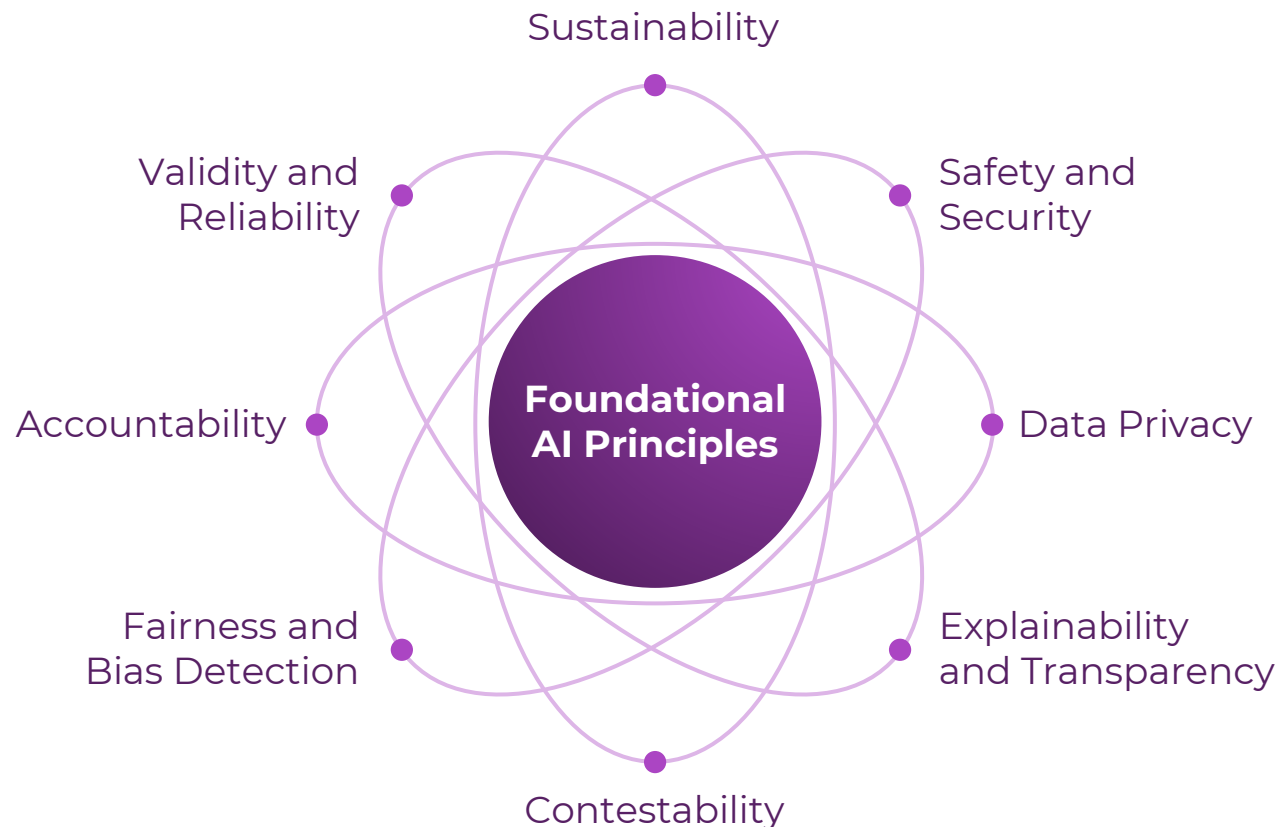 Sustainability
Validity and
Reliability
Safety and
Security
Foundational
AI Principles
Accountability
Data Privacy
Fairness and
Bias Detection
Explainability
and Transparency
Contestability